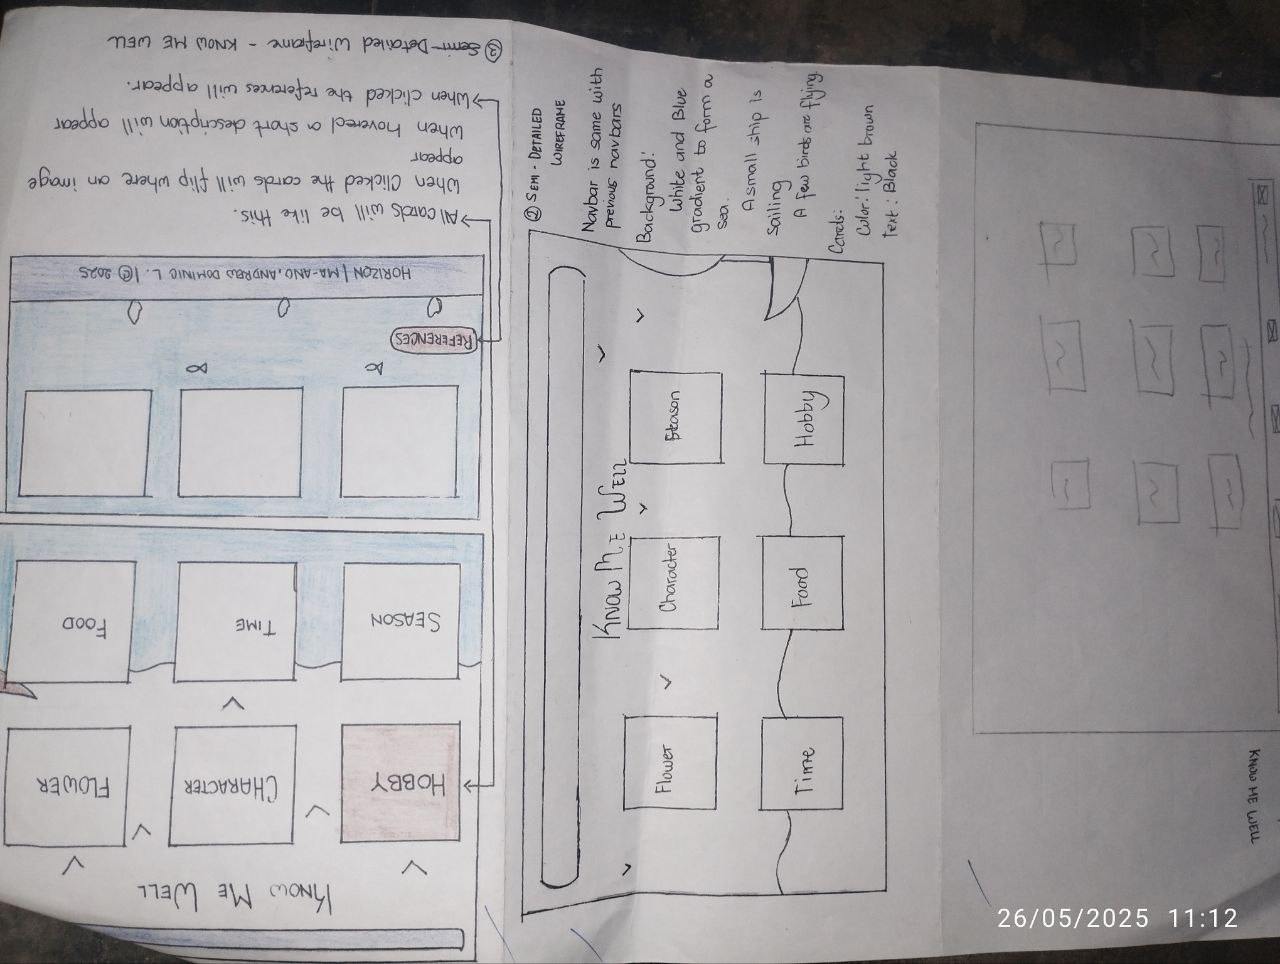 KNOW ME WELL
26/05/2025 11:12
② SEMI-DETAILED
WIREFRAME
Navbar is same with
previous navbars
Background:
White and Blue
gradient to form a
sea.
A small ship is
sailing
A few birds are flying.
Cards:
Color: light brown
Text: Black
KNOW ME WELL
Flower
Character
Season
Time
Food
Hobby
KNOW ME WELL
HOBBY
CHARACTER
FLOWER
SEASON
TIME
FOOD
REFERENCES
HORIZON | MA-ANO, ANDREW DOMINIC L. | © 2025
All cards will be like this.
When clicked the cards will flip where an image
appear
When hovered a short description will appear
When clicked the references will appear.
③ Semi-Detailed Wireframe - KNOW ME WELL